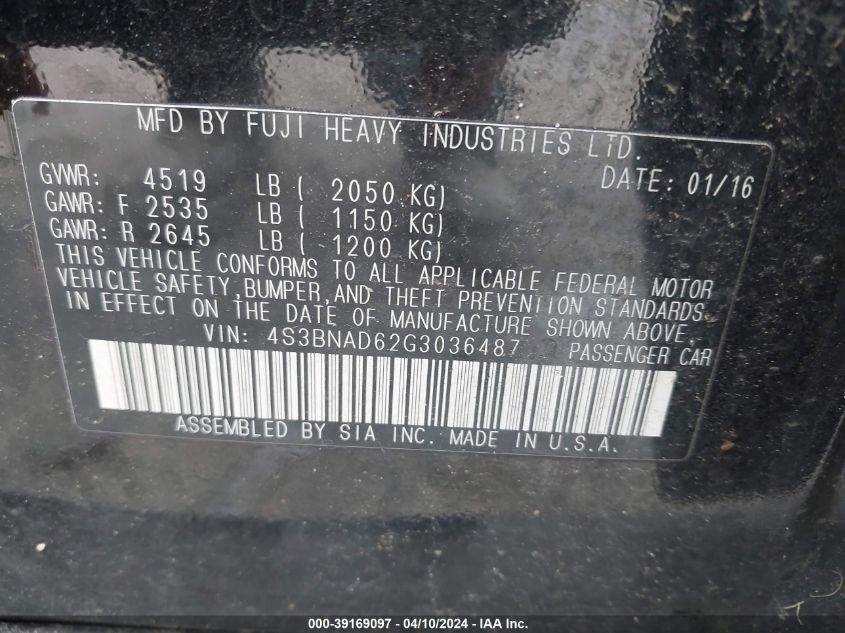 MFD BY FUJI HEAVY INDUSTRIES LTD.
GVWR: 4519 LB ( 2050 KG) DATE: 01/16
GAWR: F 2535 LB ( 1150 KG)
GAWR: R 2645 LB ( 1200 KG)
THIS VEHICLE CONFORMS TO ALL APPLICABLE FEDERAL MOTOR
VEHICLE SAFETY,BUMPER,AND THEFT PREVENTION STANDARDS
IN EFFECT ON THE DATE OF MANUFACTURE SHOWN ABOVE.
VIN: 4S3BNAD62G3036487 PASSENGER CAR
ASSEMBLED BY SIA INC. MADE IN U.S.A.
000-39169097 - 04/10/2024 - IAA Inc.